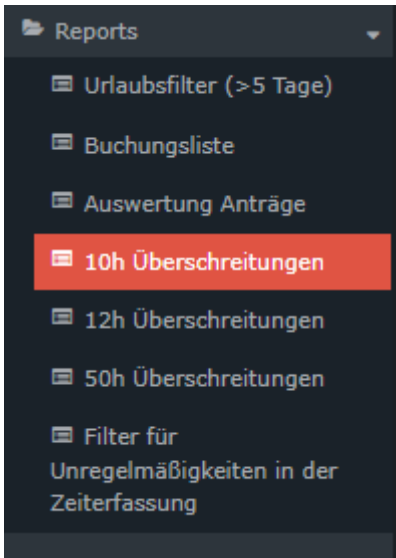 Reports
Urlaubsfilter (>5 Tage)
Buchungsliste
Auswertung Anträge
10h Überschreitungen
12h Überschreitungen
50h Überschreitungen
Filter für
Unregelmäßigkeiten in der
Zeiterfassung